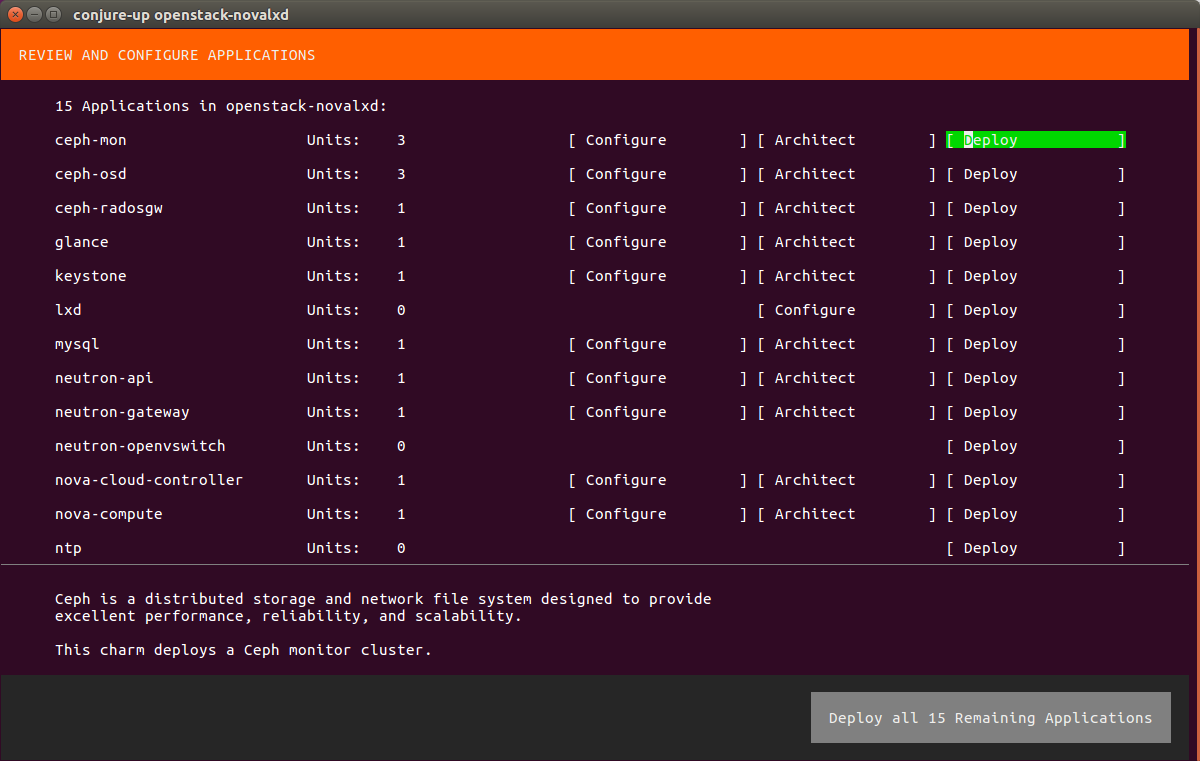 conjure-up openstack-novalxd
REVIEW AND CONFIGURE APPLICATIONS
15 Applications in openstack-novalxd:
ceph-mon Units: 3 [ Configure ] [ Architect ] [ Deploy ]
ceph-osd Units: 3 [ Configure ] [ Architect ] [ Deploy ]
ceph-radosgw Units: 1 [ Configure ] [ Architect ] [ Deploy ]
glance Units: 1 [ Configure ] [ Architect ] [ Deploy ]
keystone Units: 1 [ Configure ] [ Architect ] [ Deploy ]
lxd Units: 0 [ Configure ] [ Deploy ]
mysql Units: 1 [ Configure ] [ Architect ] [ Deploy ]
neutron-api Units: 1 [ Configure ] [ Architect ] [ Deploy ]
neutron-gateway Units: 1 [ Configure ] [ Architect ] [ Deploy ]
neutron-openvswitch Units: 0 [ Deploy ]
nova-cloud-controller Units: 1 [ Configure ] [ Architect ] [ Deploy ]
nova-compute Units: 1 [ Configure ] [ Architect ] [ Deploy ]
ntp Units: 0 [ Deploy ]
Ceph is a distributed storage and network file system designed to provide
excellent performance, reliability, and scalability.
This charm deploys a Ceph monitor cluster.
Deploy all 15 Remaining Applications